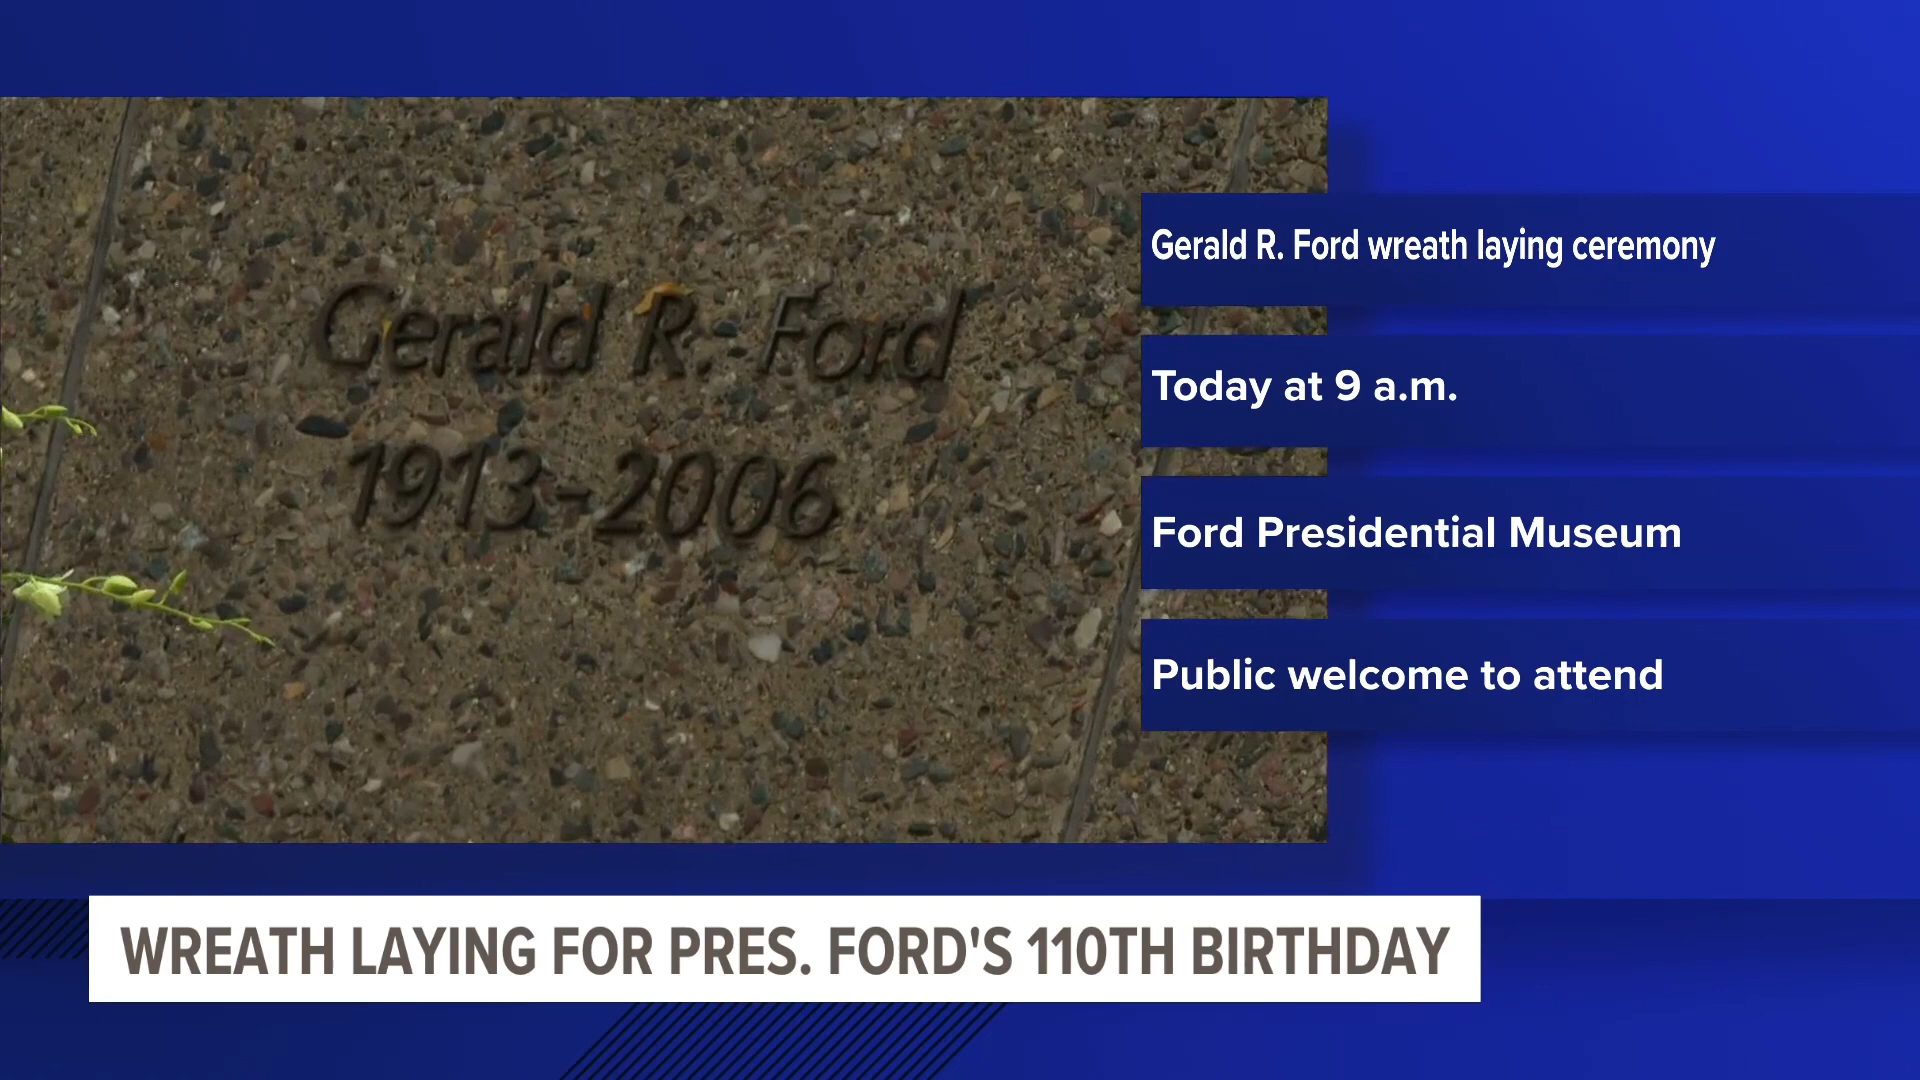 Gerald R. Ford
1913-2006
Gerald R. Ford wreath laying ceremony
Today at 9 a.m.
Ford Presidential Museum
Public welcome to attend
WREATH LAYING FOR PRES. FORD'S 110TH BIRTHDAY